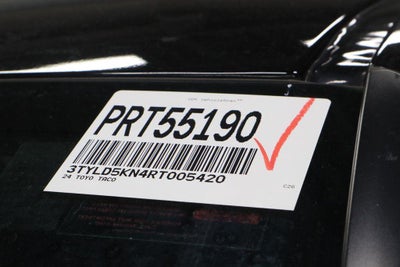 PRT55190
3TYLD5KN4RT005420
24 TOYO TACO
C26